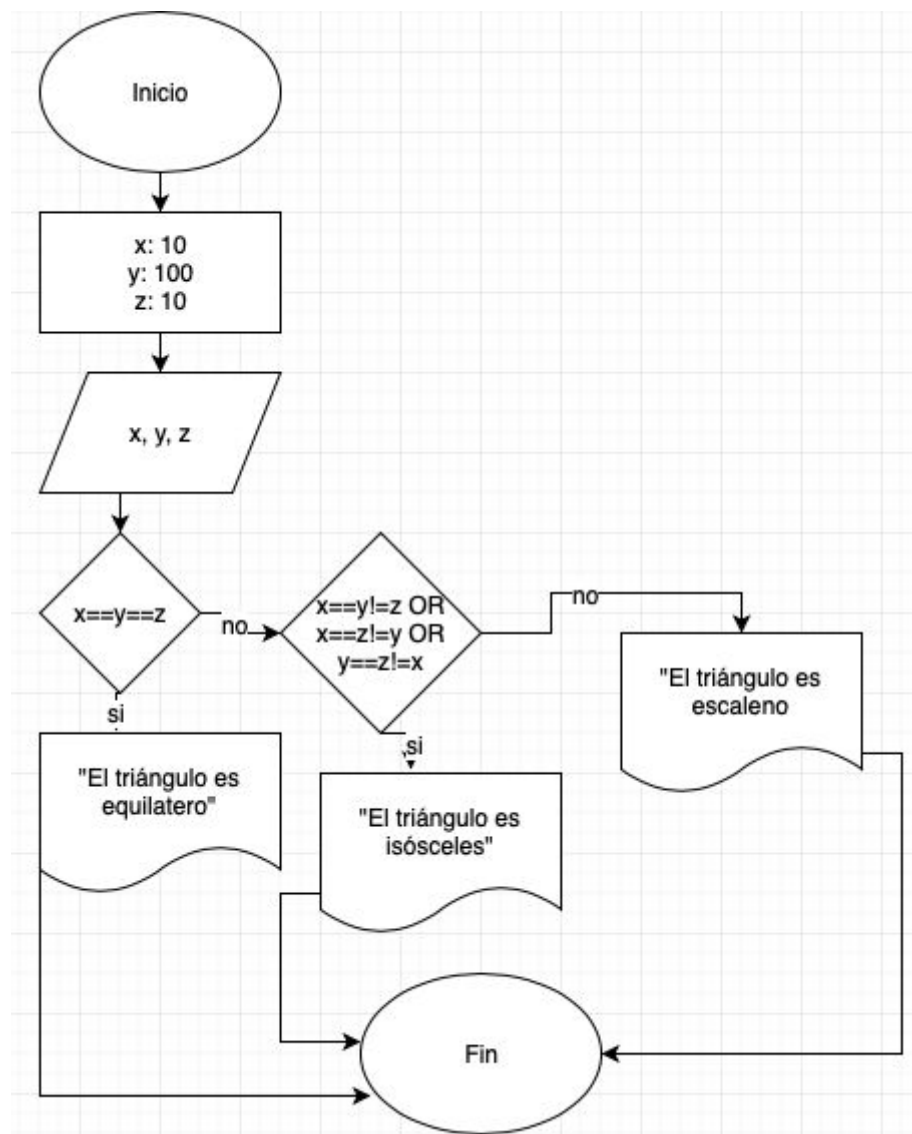 Inicio
x: 10
y: 100
z: 10
x, y, z
x==y==z
no
x==y!=z OR
x==z!=y OR
y==z!=x
no
"El triángulo es
escaleno
si
"El triángulo es
equilatero"
si
"El triángulo es
isósceles"
Fin